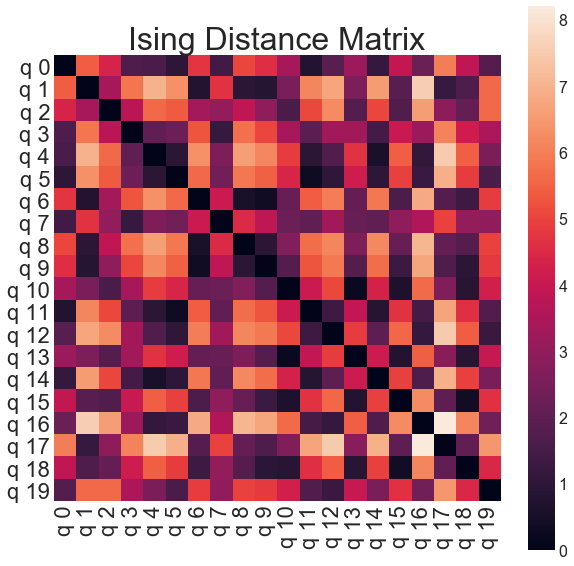 Ising Distance Matrix
q 0
q 1
q 2
q 3
q 4
q 5
q 6
q 7
q 8
q 9
q 10
q 11
q 12
q 13
q 14
q 15
q 16
q 17
q 18
q 19
q 0 q 1 q 2 q 3 q 4 q 5 q 6 q 7 q 8 q 9 q 10 q 11 q 12 q 13 q 14 q 15 q 16 q 17 q 18 q 19
8
7
6
5
4
3
2
1
0